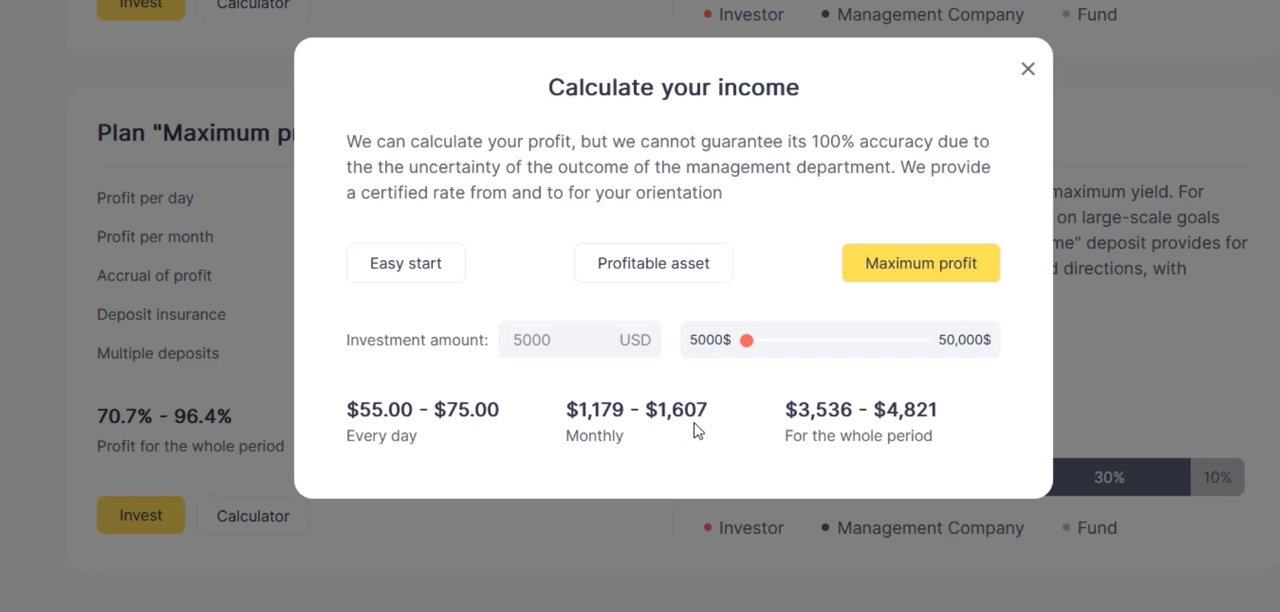 Invest
Calculator
Investor
Management Company
Fund
Calculate your income
We can calculate your profit, but we cannot guarantee its 100% accuracy due to
the the uncertainty of the outcome of the management department. We provide
a certified rate from and to for your orientation
Easy start
Profitable asset
Maximum profit
Investment amount:
5000
USD
5000$
50,000$
$55.00 - $75.00
$1,179 - $1,607
$3,536 - $4,821
Every day
Monthly
For the whole period
Plan "Maximum
Profit per day
Profit per month
Accrual of profit
Deposit insurance
Multiple deposits
70.7% - 96.4%
Profit for the whole period
Invest
Calculator
maximum yield. For
on large-scale goals
deposit provides for
directions, with
30%
10%
Investor
Management Company
Fund